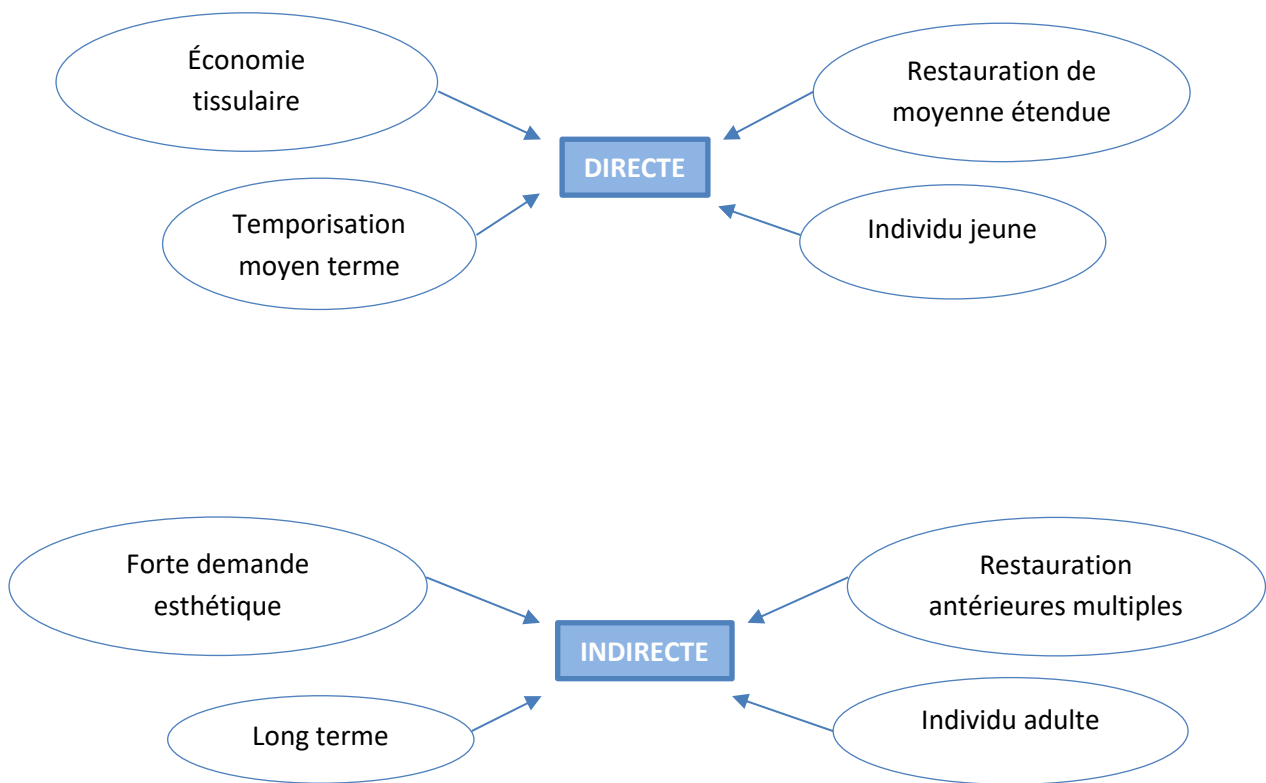 Économie
tissulaire
Restauration de
moyenne étendue
DIRECTE
Temporisation
moyen terme
Individu jeune
Forte demande
esthétique
Restauration
antérieures multiples
INDIRECTE
Long terme
Individu adulte